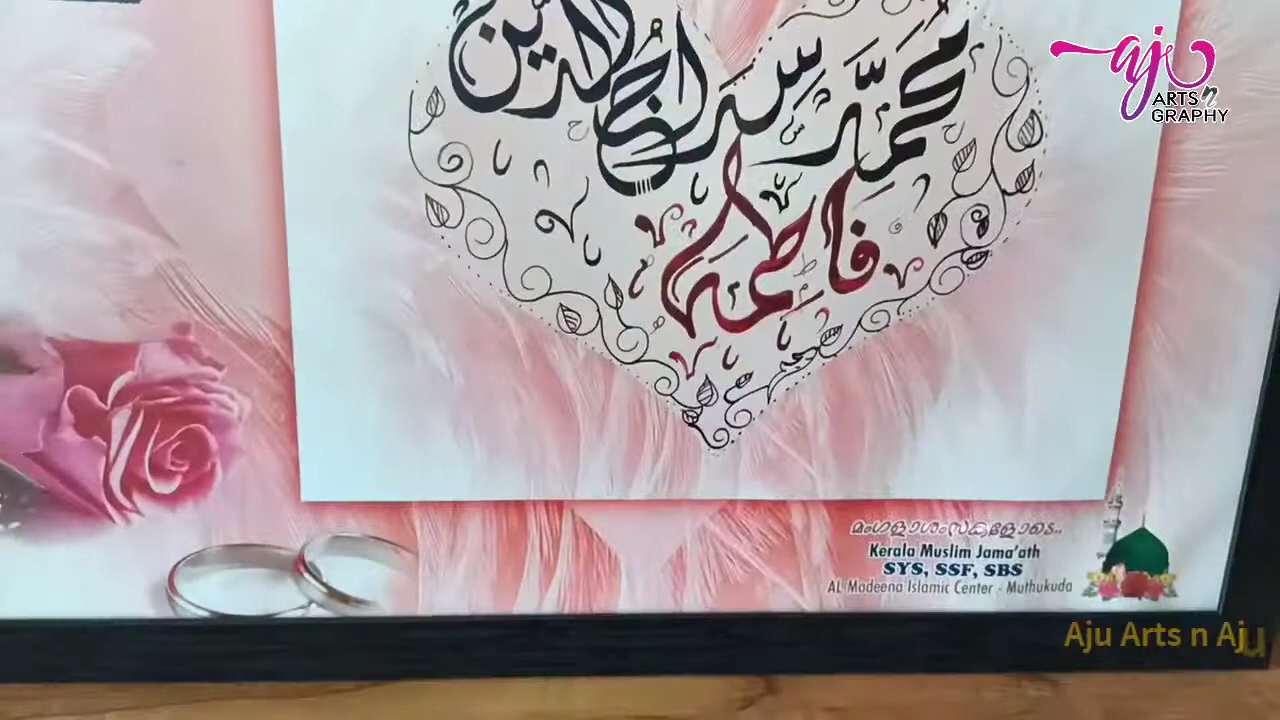 aju
ARTS n
GRAPHY
محمد سراج الدين
فاطمة
മംഗളാശംസകളോടെ..
Kerala Muslim Jama'ath
SYS, SSF, SBS
AL Madeena Islamic Center - Muthukuda
Aju Arts n Aju